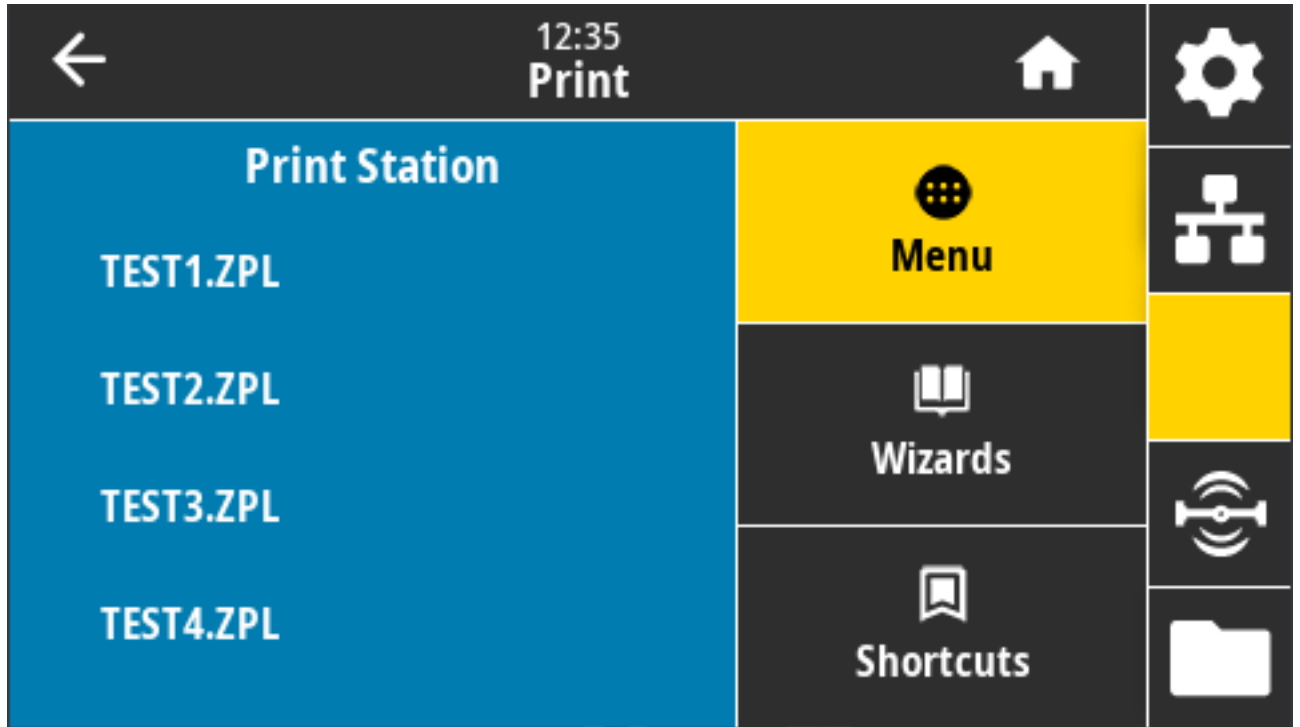 12:35
Print
Print Station
TEST1.ZPL
TEST2.ZPL
TEST3.ZPL
TEST4.ZPL
Menu
Wizards
Shortcuts